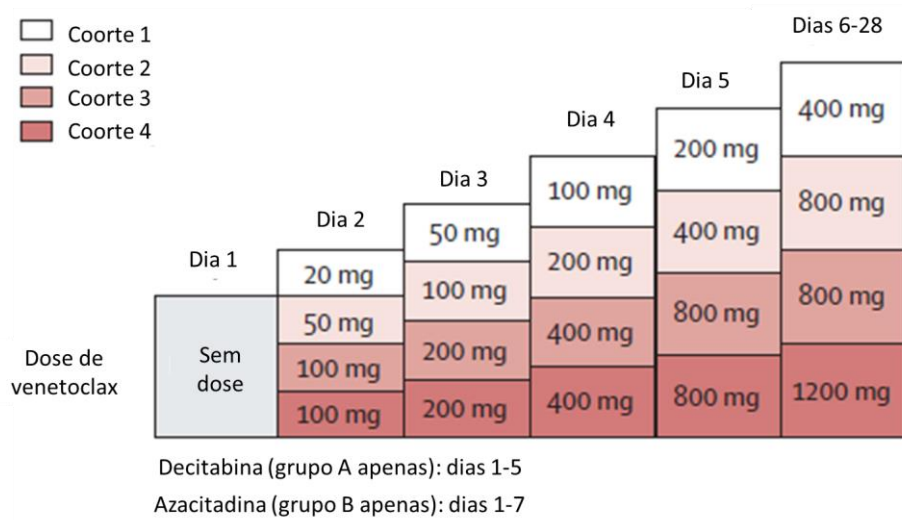 Coorte 1
Coorte 2
Coorte 3
Coorte 4
Dia 1
Dia 2
Dia 3
Dia 4
Dia 5
Dias 6-28
Dose de
venetoclax
Sem
dose
20 mg
50 mg
100 mg
100 mg
50 mg
100 mg
200 mg
200 mg
100 mg
200 mg
400 mg
400 mg
200 mg
400 mg
800 mg
800 mg
400 mg
800 mg
800 mg
1200 mg
Decitabina (grupo A apenas): dias 1-5
Azacitadina (grupo B apenas): dias 1-7